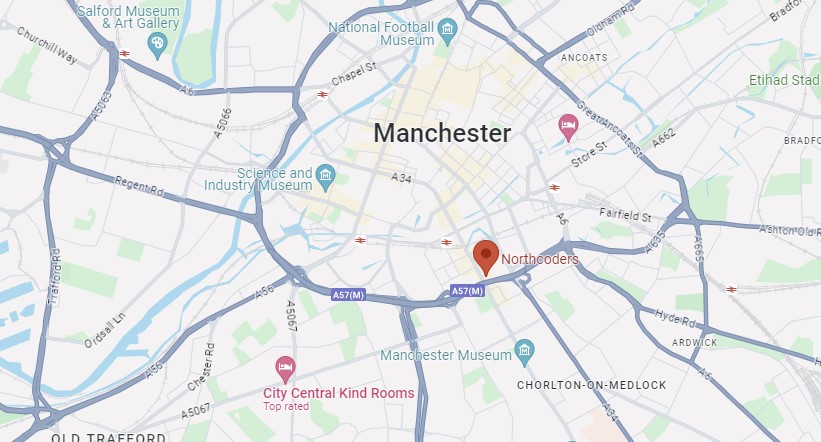 Salford Museum
& Art Gallery
National Football
Museum
Oldham Rd
Bradfo
Churchill Way
ANCOATS
Chapel St
Etihad Stad
A6
A5063
A5066
Great Ancoats St
Manchester
A662
BRADFO
Store St
Science and
Industry Museum
A34
Regent Rd
A6
Fairfield St
Ashton Old R
A635
A665
Northcoders
Trafford Rd
A57(M)
A57(M)
A56
A5067
Ordsall Ln
Hyde Rd
ARDWICK
Manchester Museum
H
Chester Rd
A56
A6
City Central Kind Rooms
Top rated
CHORLTON-ON-MEDLOCK
A5067
A34
OLD TRAFFORD